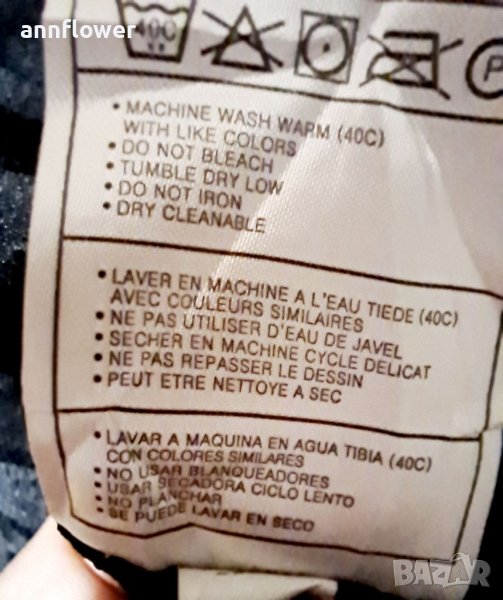 annflower
400
P
• MACHINE WASH WARM (40C)
WITH LIKE COLORS
• DO NOT BLEACH
• TUMBLE DRY LOW
• DO NOT IRON
• DRY CLEANABLE
• LAVER EN MACHINE A L'EAU TIEDE (40C)
AVEC COULEURS SIMILAIRES
• NE PAS UTILISER D'EAU DE JAVEL
• SECHER EN MACHINE CYCLE DELICAT
• NE PAS REPASSER LE DESSIN
• PEUT ETRE NETTOYE A SEC
• LAVAR A MAQUINA EN AGUA TIBIA (40C)
CON COLORES SIMILARES
• NO USAR BLANQUEADORES
• USAR SECADORA CICLO LENTO
• NO PLANCHAR
• SE PUEDE LAVAR EN SECO
BAZAR